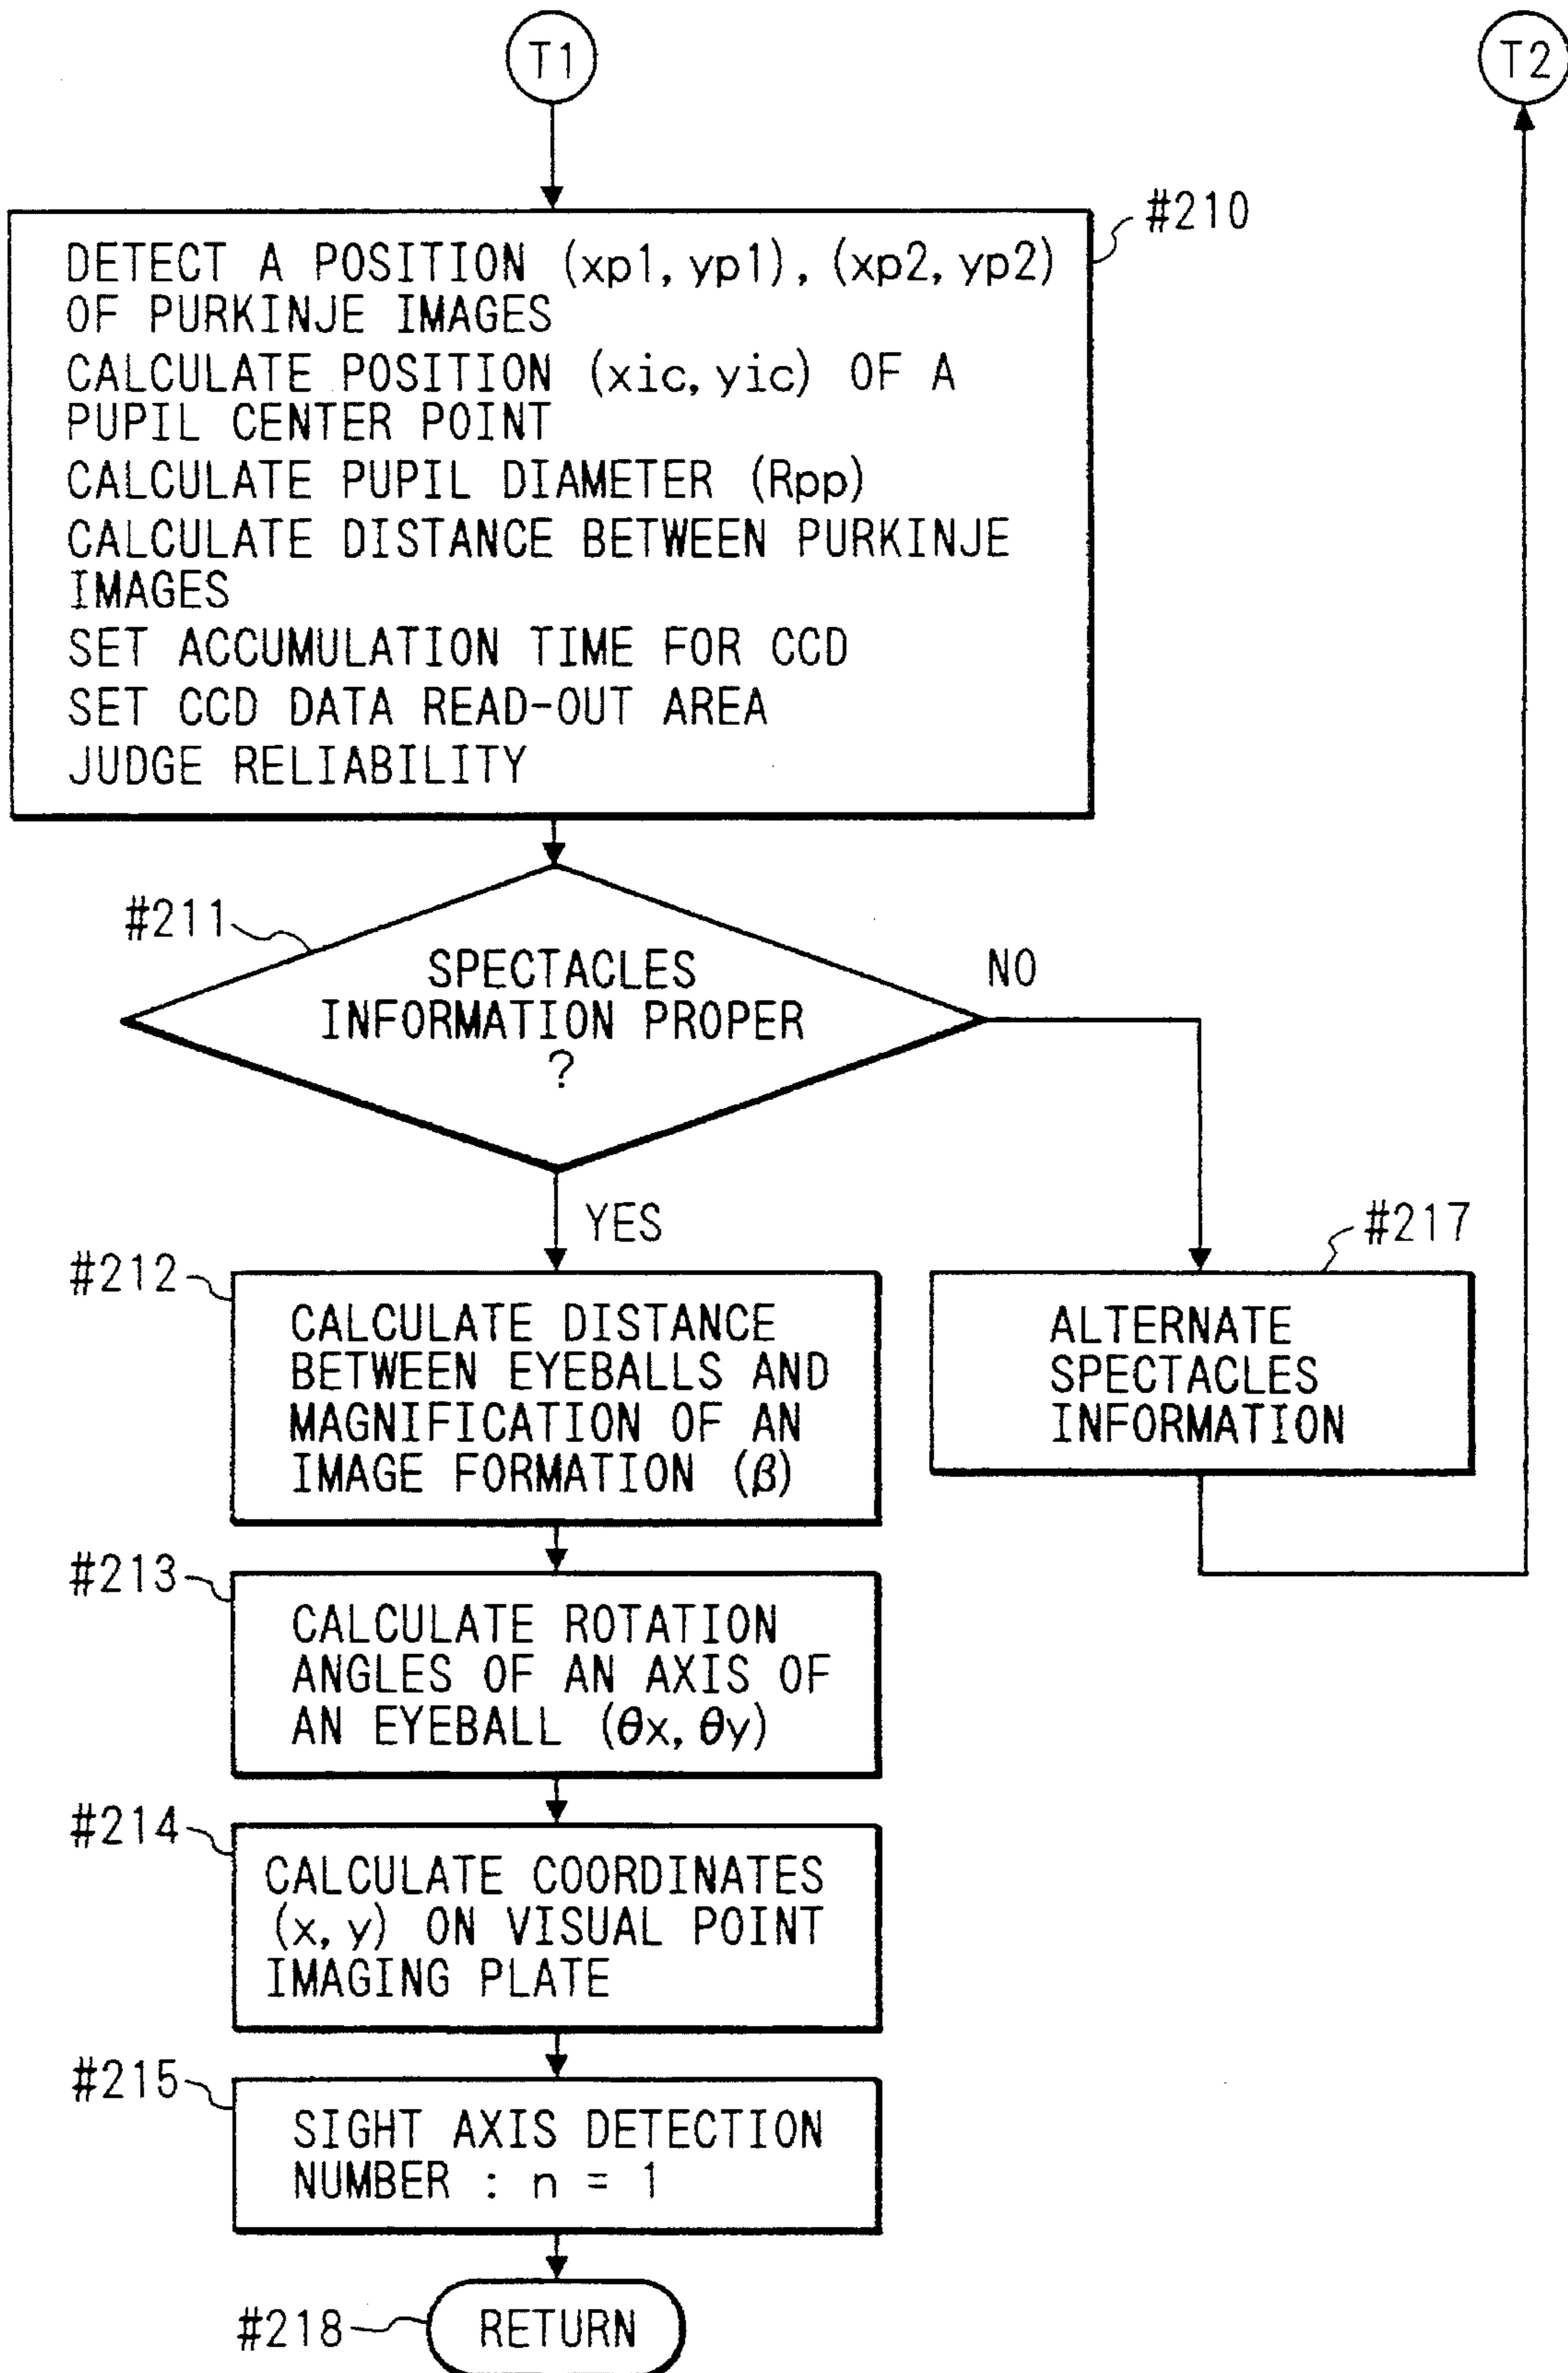 T1
T2
#210
DETECT A POSITION (xp1, yp1), (xp2, yp2)
OF PURKINJE IMAGES
CALCULATE POSITION (xic, yic) OF A
PUPIL CENTER POINT
CALCULATE PUPIL DIAMETER (Rpp)
CALCULATE DISTANCE BETWEEN PURKINJE
IMAGES
SET ACCUMULATION TIME FOR CCD
SET CCD DATA READ-OUT AREA
JUDGE RELIABILITY
#211
SPECTACLES
INFORMATION PROPER
?
NO
YES
#217
ALTERNATE
SPECTACLES
INFORMATION
#212
CALCULATE DISTANCE
BETWEEN EYEBALLS AND
MAGNIFICATION OF AN
IMAGE FORMATION (β)
#213
CALCULATE ROTATION
ANGLES OF AN AXIS OF
AN EYEBALL (θx, θy)
#214
CALCULATE COORDINATES
(x, y) ON VISUAL POINT
IMAGING PLATE
#215
SIGHT AXIS DETECTION
NUMBER : n = 1
#218
RETURN